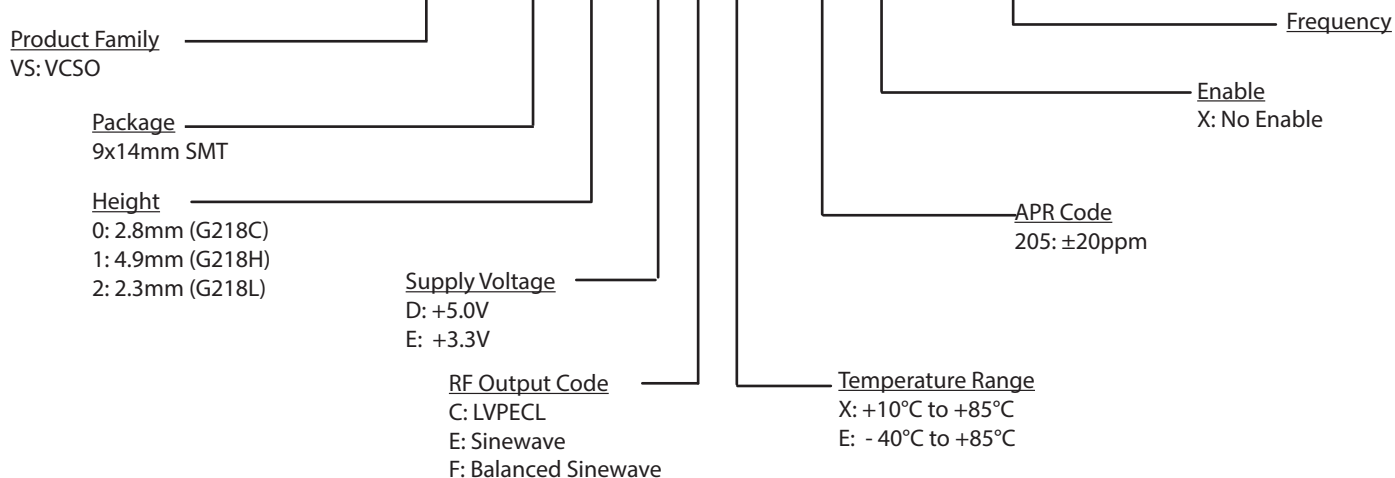 Product Family
VS: VCSO
Package
9x14mm SMT
Height
0: 2.8mm (G218C)
1: 4.9mm (G218H)
2: 2.3mm (G218L)
Supply Voltage
D: +5.0V
E: +3.3V
RF Output Code
C: LVPECL
E: Sinewave
F: Balanced Sinewave
Temperature Range
X: +10°C to +85°C
E: - 40°C to +85°C
APR Code
205: ±20ppm
Enable
X: No Enable
Frequency